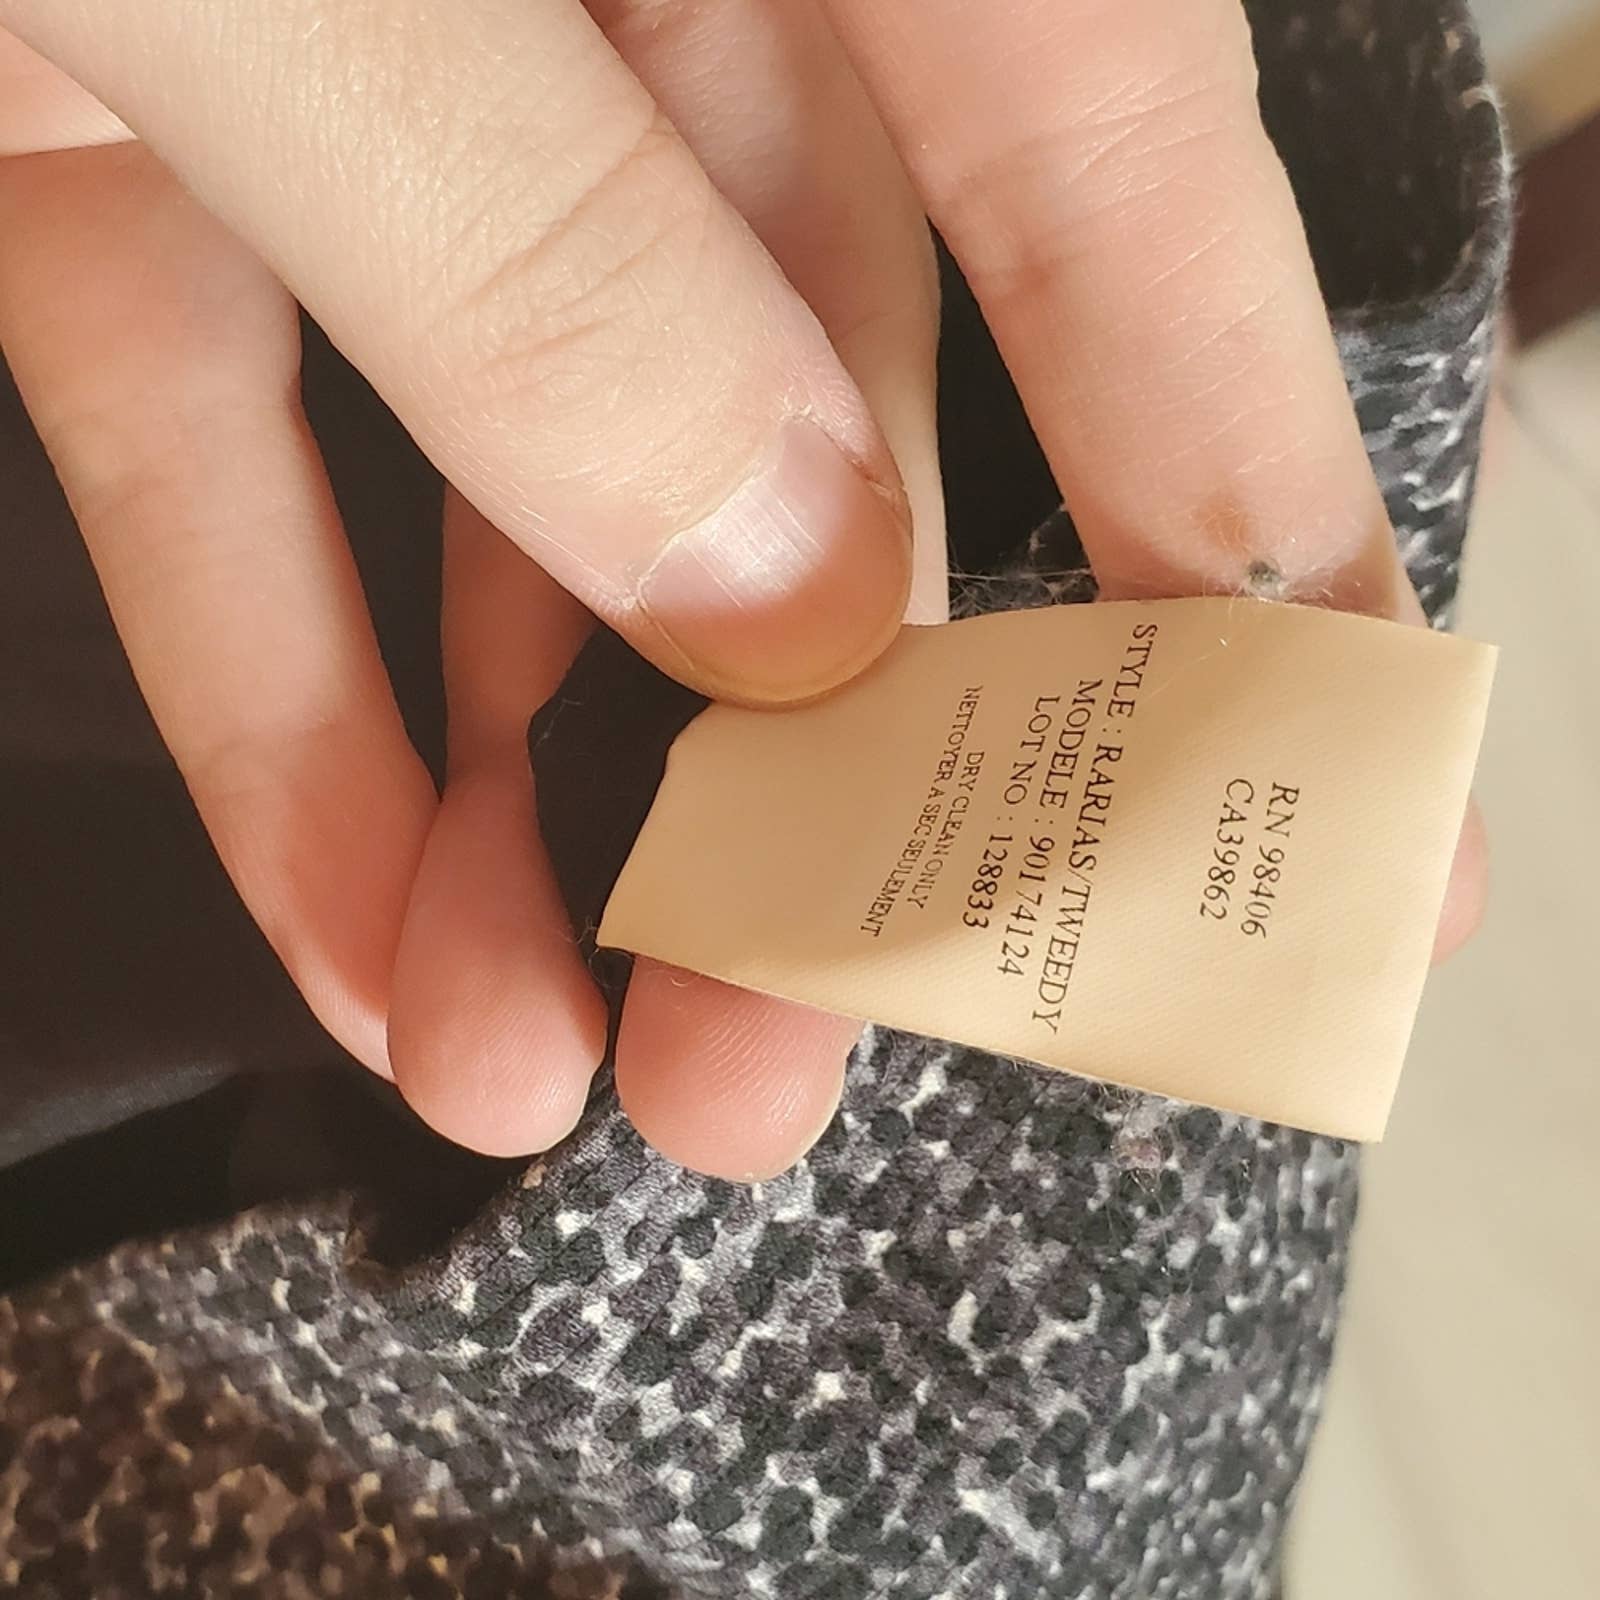 RN 98406
CA39862
STYLE : RARIAS/TWEEDY
MODELE : 90174124
LOT NO : 128833
DRY CLEAN ONLY
NETTOYER A SEC SEULEMENT